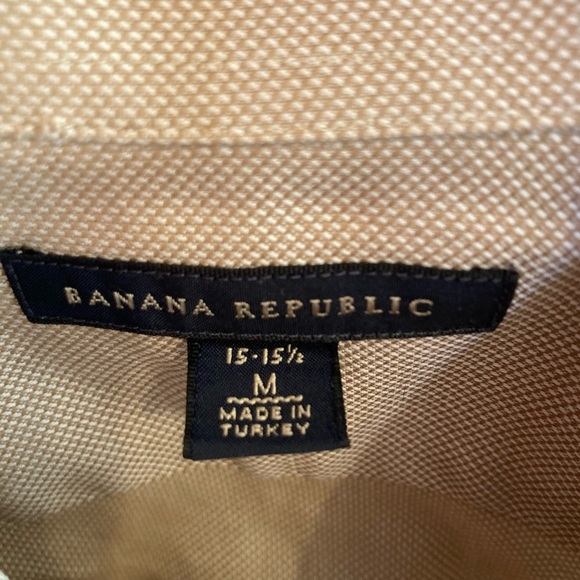 BANANA REPUBLIC
15-15½
M
MADE IN
TURKEY